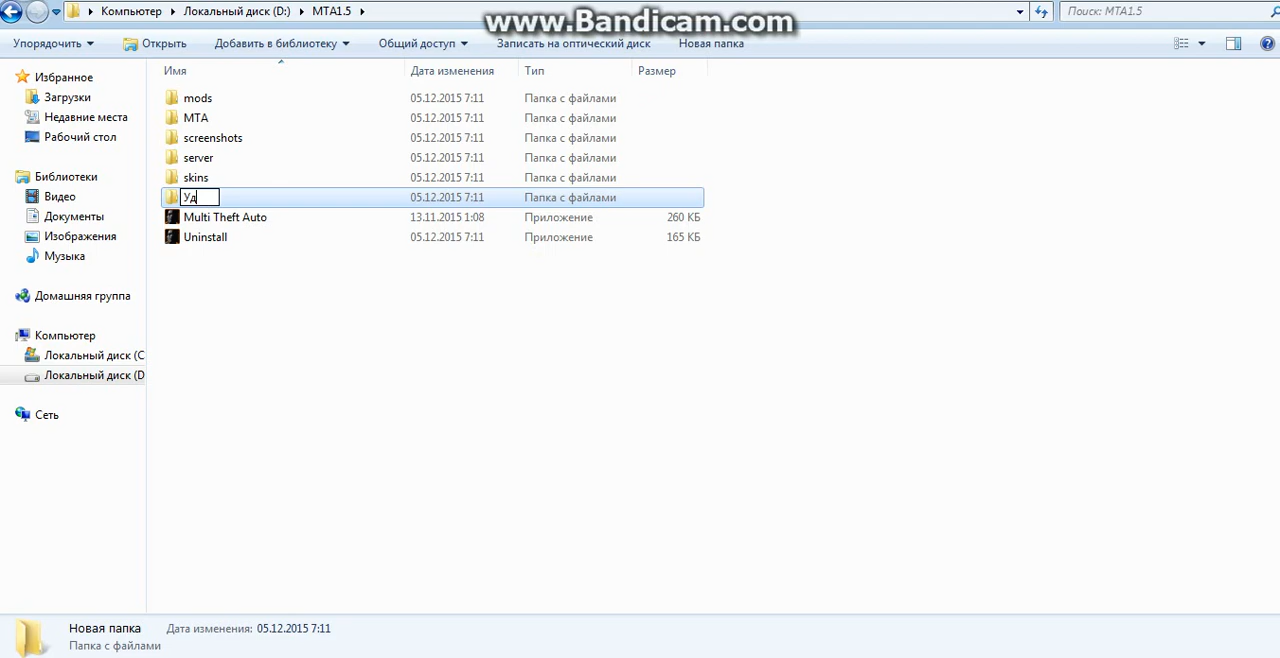 Компьютер Локальный диск (D:) MTA1.5 Поиск: MTA1.5
www.Bandicam.com
Упорядочить Открыть Добавить в библиотеку Общий доступ Записать на оптический диск Новая папка
Имя Дата изменения Тип Размер
Избранное
Загрузки
Недавние места
Рабочий стол
Библиотеки
Видео
Документы
Изображения
Музыка
Домашняя группа
Компьютер
Локальный диск (C
Локальный диск (D
Сеть
mods 05.12.2015 7:11 Папка с файлами
MTA 05.12.2015 7:11 Папка с файлами
screenshots 05.12.2015 7:11 Папка с файлами
server 05.12.2015 7:11 Папка с файлами
skins 05.12.2015 7:11 Папка с файлами
Уд 05.12.2015 7:11 Папка с файлами
Multi Theft Auto 13.11.2015 1:08 Приложение 260 КБ
Uninstall 05.12.2015 7:11 Приложение 165 КБ
Новая папка Дата изменения: 05.12.2015 7:11
Папка с файлами